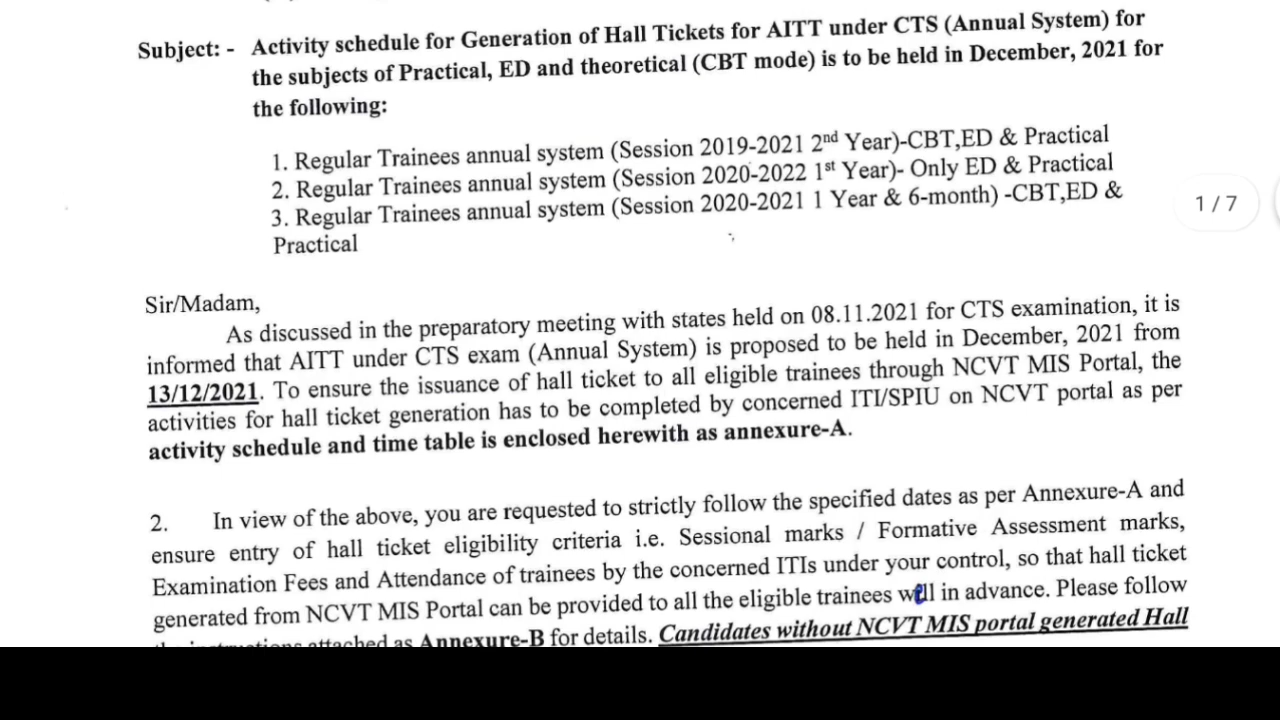 Subject: - Activity schedule for Generation of Hall Tickets for AITT under CTS (Annual System) for
the subjects of Practical, ED and theoretical (CBT mode) is to be held in December, 2021 for
the following:
1. Regular Trainees annual system (Session 2019-2021 2nd Year)-CBT,ED & Practical
2. Regular Trainees annual system (Session 2020-2022 1st Year)- Only ED & Practical
3. Regular Trainees annual system (Session 2020-2021 1 Year & 6-month) -CBT,ED &
Practical
1 / 7
Sir/Madam,
As discussed in the preparatory meeting with states held on 08.11.2021 for CTS examination, it is
informed that AITT under CTS exam (Annual System) is proposed to be held in December, 2021 from
13/12/2021. To ensure the issuance of hall ticket to all eligible trainees through NCVT MIS Portal, the
activities for hall ticket generation has to be completed by concerned ITI/SPIU on NCVT portal as per
activity schedule and time table is enclosed herewith as annexure-A.
2. In view of the above, you are requested to strictly follow the specified dates as per Annexure-A and
ensure entry of hall ticket eligibility criteria i.e. Sessional marks / Formative Assessment marks,
Examination Fees and Attendance of trainees by the concerned ITIs under your control, so that hall ticket
generated from NCVT MIS Portal can be provided to all the eligible trainees well in advance. Please follow
the instructions attached as Annexure-B for details. Candidates without NCVT MIS portal generated Hall